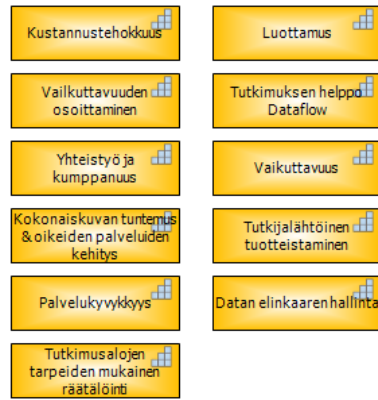 Kustannustehokkuus
Luottamus
Vailkuttavuuden
osoittaminen
Tutkimuksen helppo
Dataflow
Yhteistyö ja
kumppanuus
Vaikuttavuus
Kokonaiskuvan tuntemus
& oikeiden palveluiden
kehitys
Tutkijalähtöinen
tuotteistaminen
Palvelukyvykkyys
Datan elinkaaren hallinta
Tutkimusalojen
tarpeiden mukainen
räätälöinti